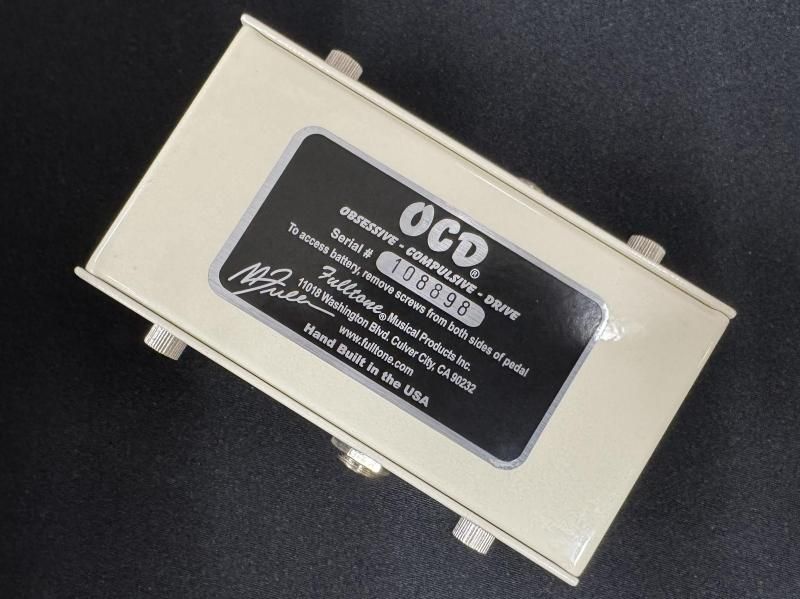 OCD®
OBSESSIVE - COMPULSIVE - DRIVE
Serial # 108898
To access battery, remove screws from both sides of pedal
Fulltone® Musical Products Inc.
11018 Washington Blvd. Culver City, CA 90232
www.fulltone.com
Hand Built in the USA